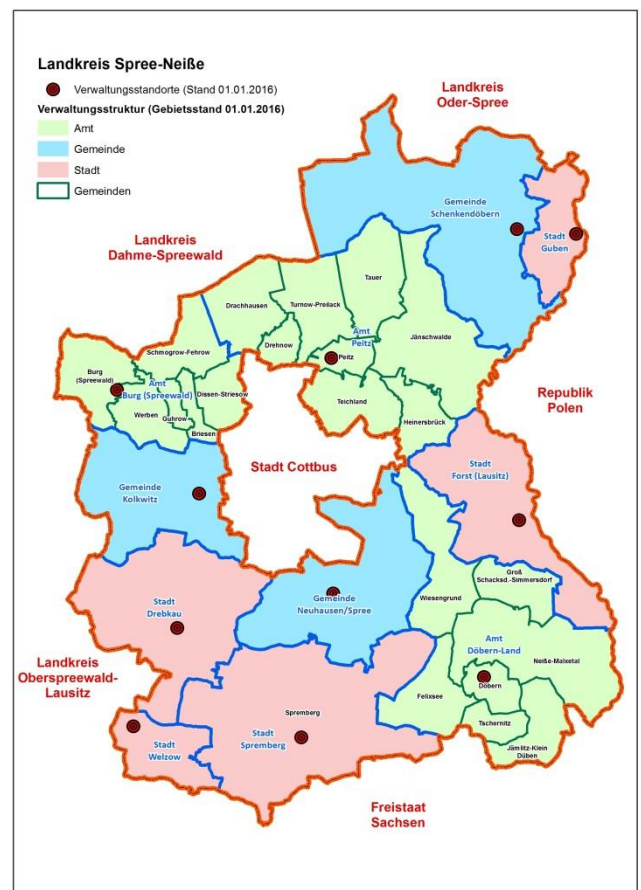 Landkreis Spree-Neiße
Verwaltungsstandorte (Stand 01.01.2016)
Verwaltungsstruktur (Gebietsstand 01.01.2016)
Amt
Gemeinde
Stadt
Gemeinden
Landkreis
Oder-Spree
Gemeinde
Schenkendöbern
Stadt
Guben
Landkreis
Dahme-Spreewald
Tauer
Drachhausen
Turnow-Preilack
Amt
Peitz
Jänschwalde
Drehnow
Peitz
Schmogrow-Fehrow
Burg
(Spreewald)
Amt
Burg (Spreewald)
Dissen-Striesow
Werben
Guhrow
Briesen
Teichland
Heinersbrück
Republik
Polen
Stadt Cottbus
Stadt
Forst (Lausitz)
Gemeinde
Kolkwitz
Groß
Schacksd.-Simmersdorf
Wiesengrund
Gemeinde
Neuhausen/Spree
Stadt
Drebkau
Amt
Döbern-Land
Neiße-Malxetal
Landkreis
Oberspreewald-
Lausitz
Döbern
Felixsee
Spremberg
Stadt
Spremberg
Tschernitz
Stadt
Welzow
Jämlitz-Klein
Düben
Freistaat
Sachsen